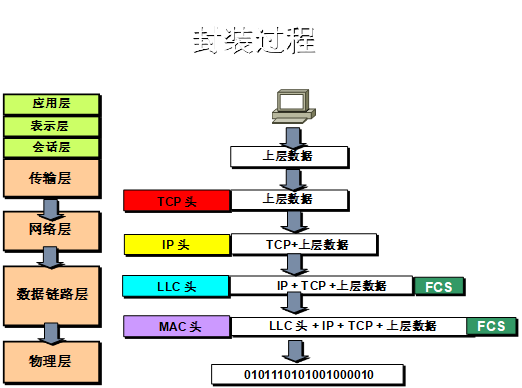 封装过程
应用层
表示层
会话层
传输层
网络层
数据链路层
物理层
上层数据
TCP 头 上层数据
IP 头 TCP+上层数据
LLC 头 IP + TCP +上层数据 FCS
MAC 头 LLC 头 + IP + TCP + 上层数据 FCS
0101110101001000010